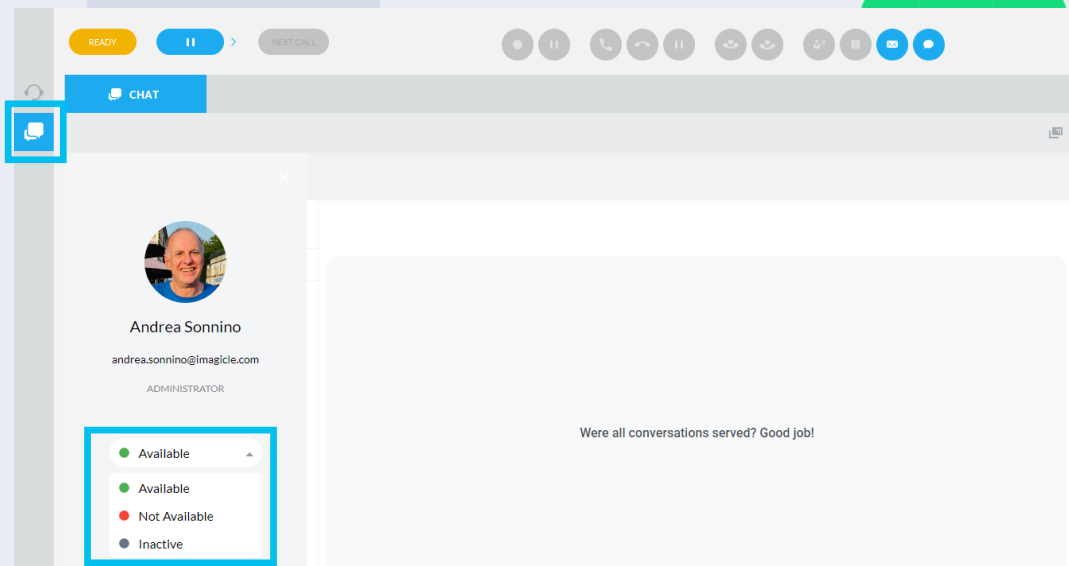 READY
NEXT CALL
CHAT
Andrea Sonnino
andrea.sonnino@imagicle.com
ADMINISTRATOR
Available
Available
Not Available
Inactive
Were all conversations served? Good job!